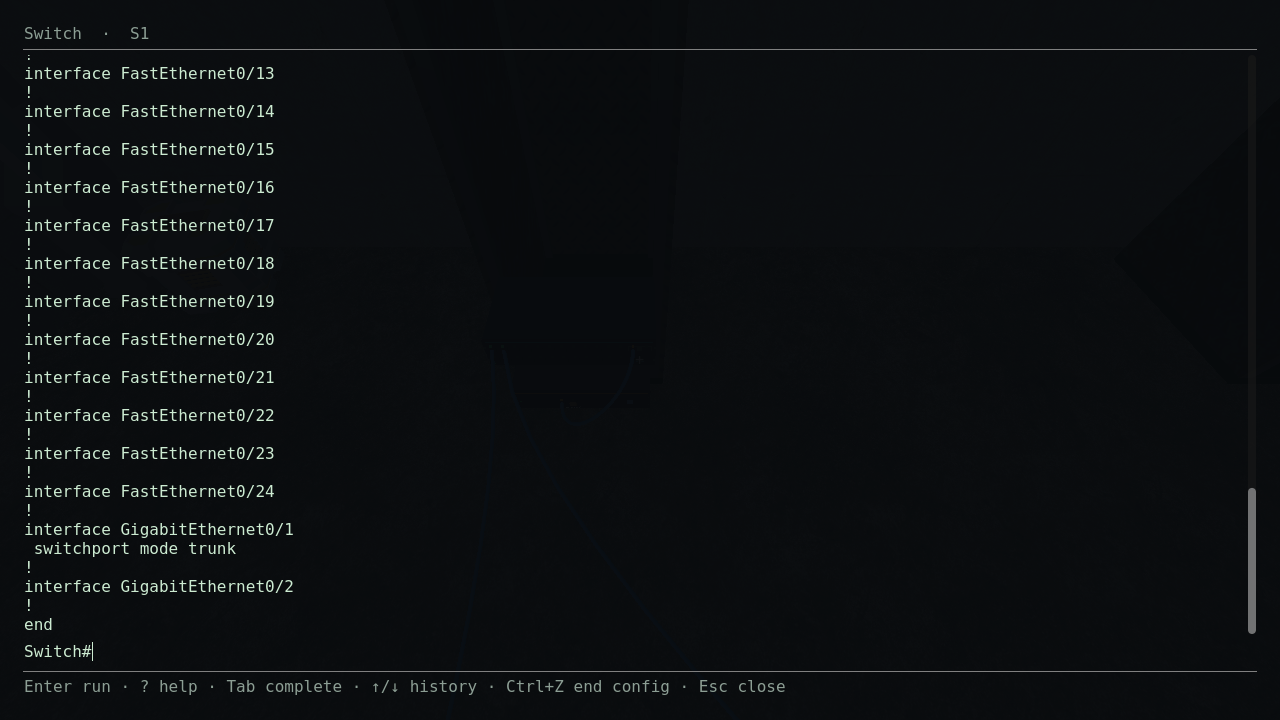 Switch · S1
!
interface FastEthernet0/13
!
interface FastEthernet0/14
!
interface FastEthernet0/15
!
interface FastEthernet0/16
!
interface FastEthernet0/17
!
interface FastEthernet0/18
!
interface FastEthernet0/19
!
interface FastEthernet0/20
!
interface FastEthernet0/21
!
interface FastEthernet0/22
!
interface FastEthernet0/23
!
interface FastEthernet0/24
!
interface GigabitEthernet0/1
 switchport mode trunk
!
interface GigabitEthernet0/2
!
end
Switch#
Enter run · ? help · Tab complete · ↑/↓ history · Ctrl+Z end config · Esc close